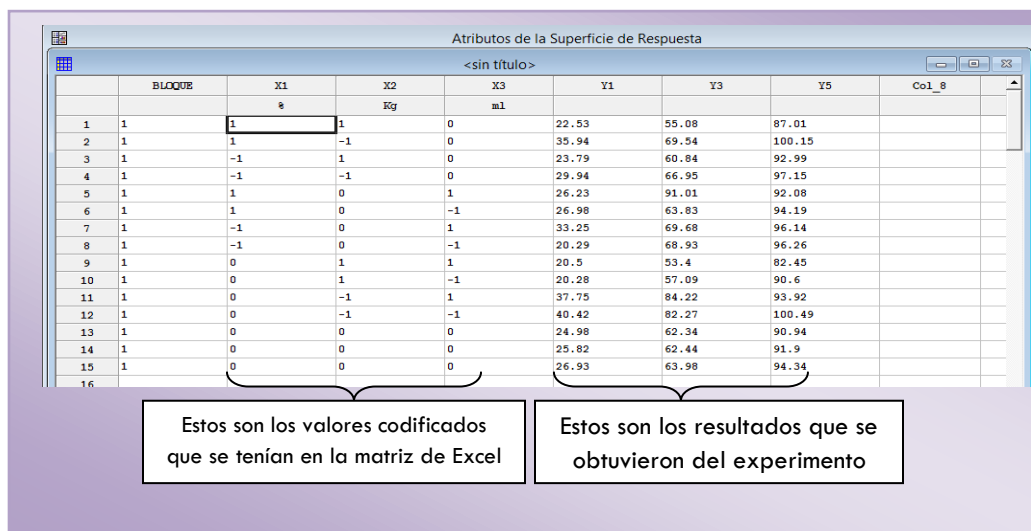 Atributos de la Superficie de Respuesta
<sin título>
BLOQUE X1 X2 X3 Y1 Y3 Y5 Col_8
% Kg ml
1 1 1 1 0 22.53 55.08 87.01
2 1 1 -1 0 35.94 69.54 100.15
3 1 -1 1 0 23.79 60.84 92.99
4 1 -1 -1 0 29.94 66.95 97.15
5 1 1 0 1 26.23 91.01 92.08
6 1 1 0 -1 26.98 63.83 94.19
7 1 -1 0 1 33.25 69.68 96.14
8 1 -1 0 -1 20.29 68.93 96.26
9 1 0 1 1 20.5 53.4 82.45
10 1 0 1 -1 20.28 57.09 90.6
11 1 0 -1 1 37.75 84.22 93.92
12 1 0 -1 -1 40.42 82.27 100.49
13 1 0 0 0 24.98 62.34 90.94
14 1 0 0 0 25.82 62.44 91.9
15 1 0 0 0 26.93 63.98 94.34
16
Estos son los valores codificados
que se tenían en la matriz de Excel
Estos son los resultados que se
obtuvieron del experimento